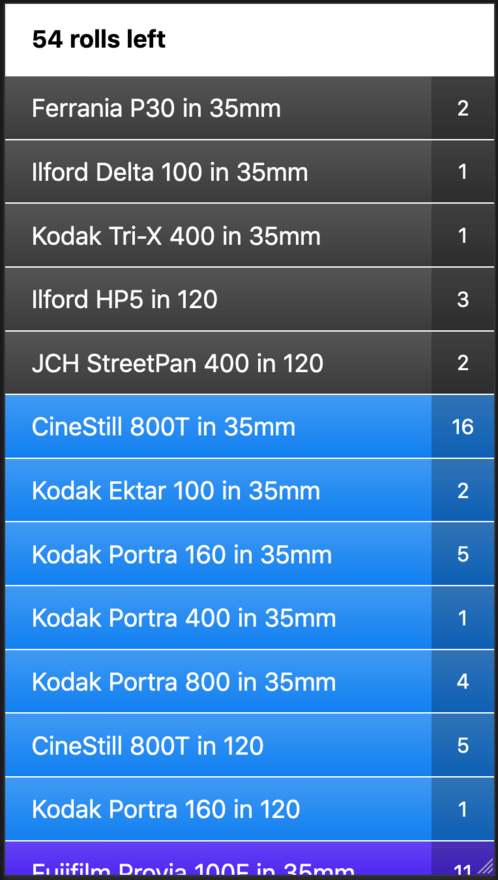 54 rolls left
Ferrania P30 in 35mm 2
Ilford Delta 100 in 35mm 1
Kodak Tri-X 400 in 35mm 1
Ilford HP5 in 120 3
JCH StreetPan 400 in 120 2
CineStill 800T in 35mm 16
Kodak Ektar 100 in 35mm 2
Kodak Portra 160 in 35mm 5
Kodak Portra 400 in 35mm 1
Kodak Portra 800 in 35mm 4
CineStill 800T in 120 5
Kodak Portra 160 in 120 1
Fujifilm Provia 100F in 35mm 11